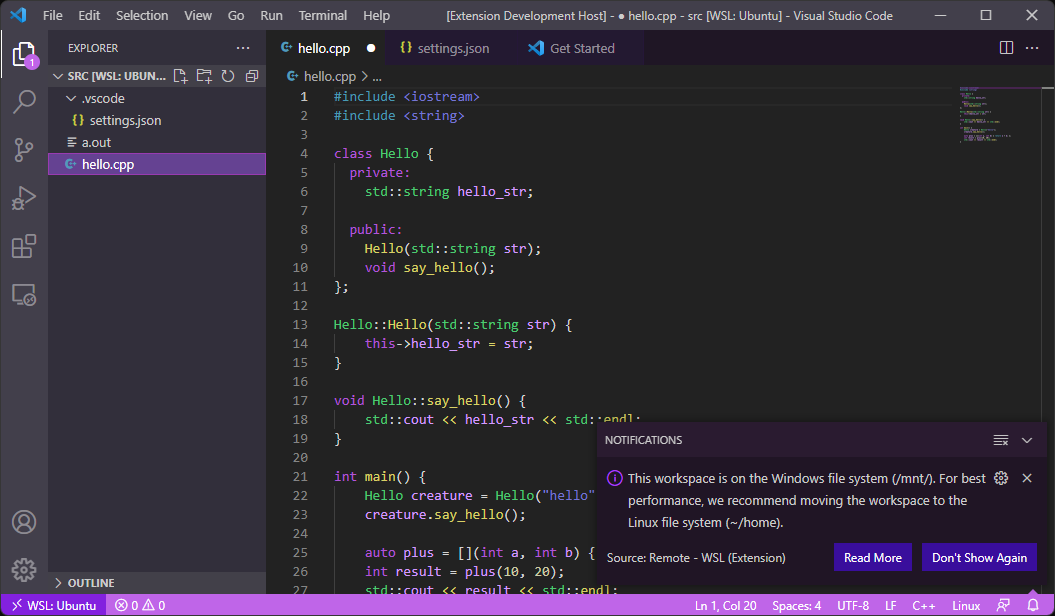 File Edit Selection View Go Run Terminal Help [Extension Development Host] - ● hello.cpp - src [WSL: Ubuntu] - Visual Studio Code
EXPLORER ···
hello.cpp ● {} settings.json Get Started ···
1
SRC [WSL: UBUN...
hello.cpp > ...
.vscode
{} settings.json
a.out
hello.cpp
1 #include <iostream>
2 #include <string>
3
4 class Hello {
5 private:
6 std::string hello_str;
7
8 public:
9 Hello(std::string str);
10 void say_hello();
11 };
12
13 Hello::Hello(std::string str) {
14 this->hello_str = str;
15 }
16
17 void Hello::say_hello() {
18 std::cout << hello_str << std::endl;
19 }
20
21 int main() {
22 Hello creature = Hello("hello"
23 creature.say_hello();
24
25 auto plus = [](int a, int b) {
26 int result = plus(10, 20);
27 std::cout << result << std::endl;
NOTIFICATIONS
This workspace is on the Windows file system (/mnt/). For best
performance, we recommend moving the workspace to the
Linux file system (~/home).
Source: Remote - WSL (Extension) Read More Don't Show Again
OUTLINE
WSL: Ubuntu 0 0 Ln 1, Col 20 Spaces: 4 UTF-8 LF C++ Linux